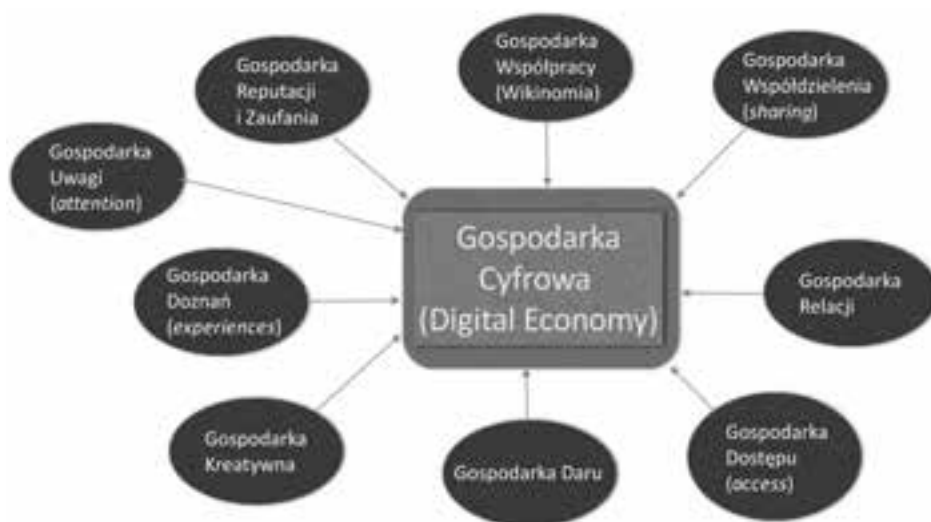 Gospodarka
Współpracy
(Wikinomia)
Gospodarka
Reputacji
i Zaufania
Gospodarka
Współdzielenia
(sharing)
Gospodarka
Uwagi
(attention)
Gospodarka
Cyfrowa
(Digital Economy)
Gospodarka
Doznań
(experiences)
Gospodarka
Relacji
Gospodarka
Kreatywna
Gospodarka Daru
Gospodarka
Dostępu
(access)